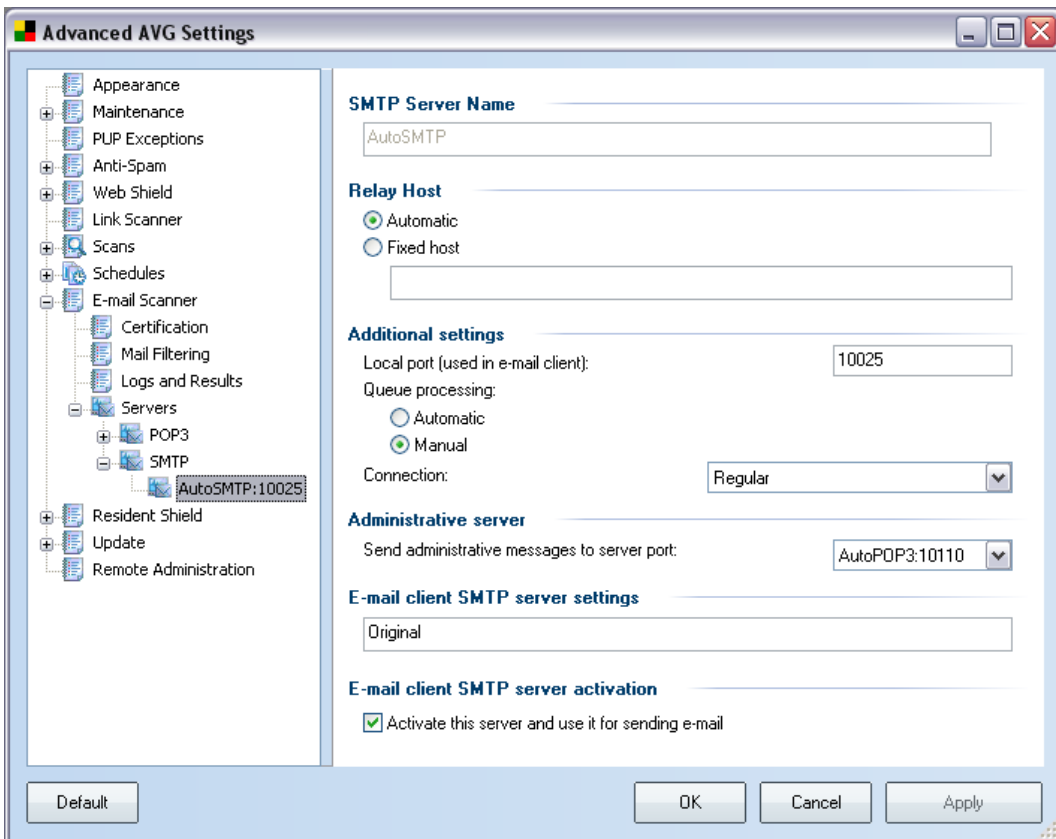 Advanced AVG Settings
Appearance
Maintenance
PUP Exceptions
Anti-Spam
Web Shield
Link Scanner
Scans
Schedules
E-mail Scanner
Certification
Mail Filtering
Logs and Results
Servers
POP3
SMTP
AutoSMTP:10025
Resident Shield
Update
Remote Administration
SMTP Server Name
AutoSMTP
Relay Host
Automatic
Fixed host
Additional settings
Local port (used in e-mail client): 10025
Queue processing:
Automatic
Manual
Connection: Regular
Administrative server
Send administrative messages to server port: AutoPOP3:10110
E-mail client SMTP server settings
Original
E-mail client SMTP server activation
Activate this server and use it for sending e-mail
Default OK Cancel Apply